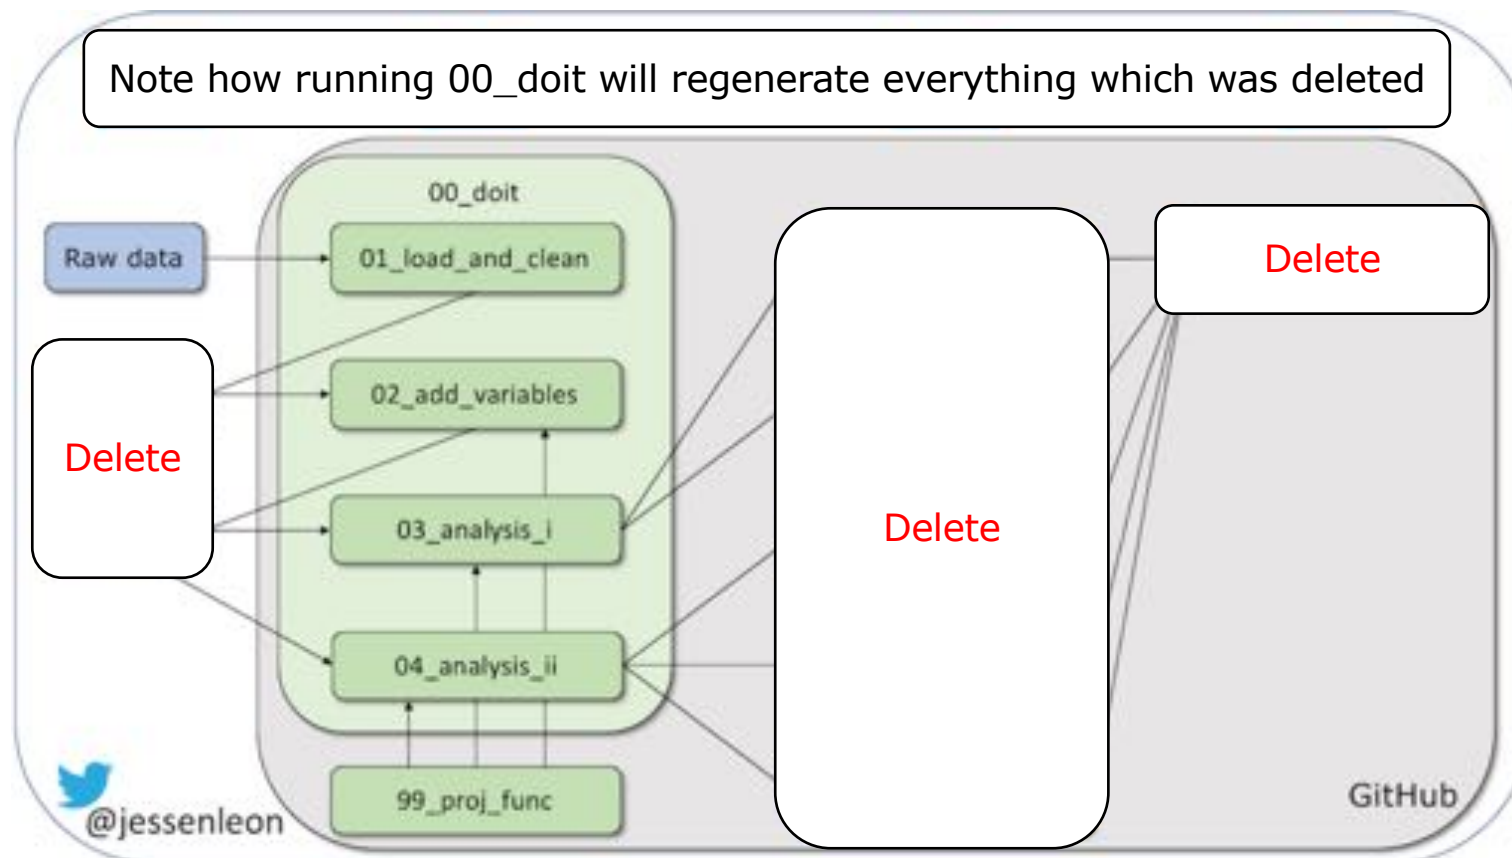 Note how running 00_doit will regenerate everything which was deleted
00_doit
Raw data
01_load_and_clean
Delete
02_add_variables
Delete
03_analysis_i
Delete
04_analysis_ii
99_proj_func
GitHub
@jessenleon